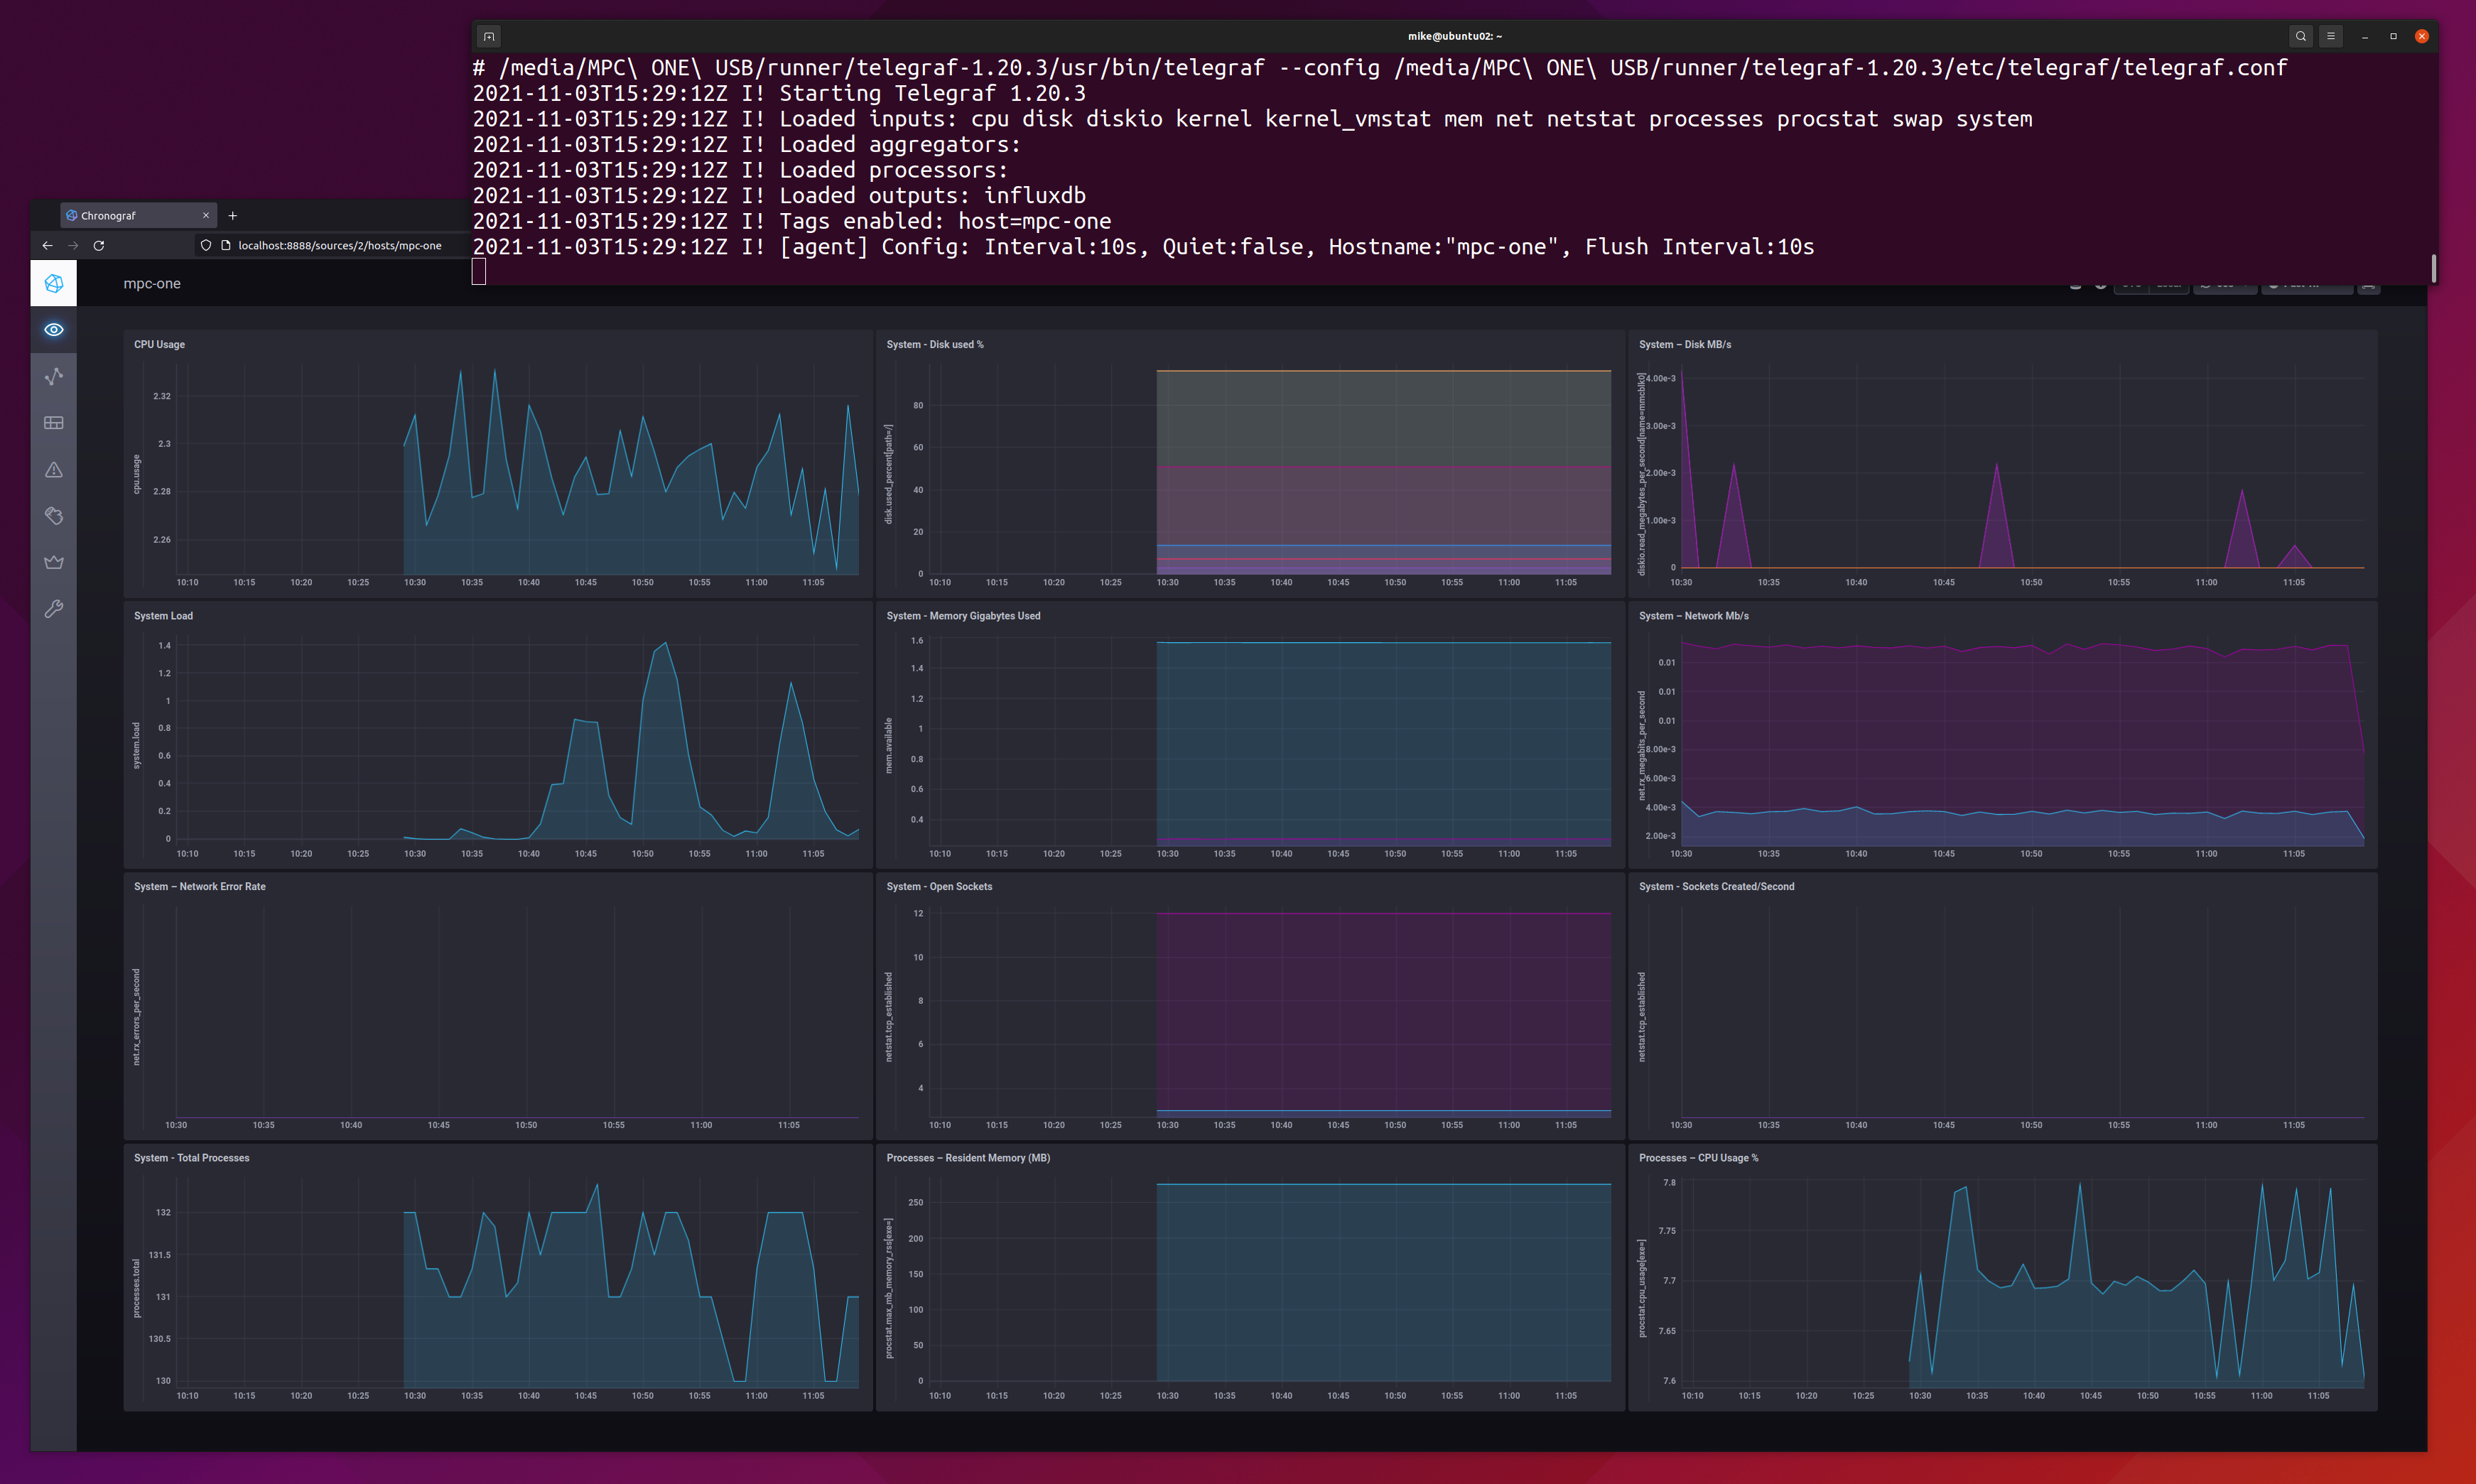 mike@ubuntu02: ~
# /media/MPC\ ONE\ USB/runner/telegraf-1.20.3/usr/bin/telegraf --config /media/MPC\ ONE\ USB/runner/telegraf-1.20.3/etc/telegraf/telegraf.conf
2021-11-03T15:29:12Z I! Starting Telegraf 1.20.3
2021-11-03T15:29:12Z I! Loaded inputs: cpu disk diskio kernel kernel_vmstat mem net netstat processes procstat swap system
2021-11-03T15:29:12Z I! Loaded aggregators:
2021-11-03T15:29:12Z I! Loaded processors:
2021-11-03T15:29:12Z I! Loaded outputs: influxdb
2021-11-03T15:29:12Z I! Tags enabled: host=mpc-one
2021-11-03T15:29:12Z I! [agent] Config: Interval:10s, Quiet:false, Hostname:"mpc-one", Flush Interval:10s
Chronograf
localhost:8888/sources/2/hosts/mpc-one
mpc-one
CPU Usage
cpu.usage
2.32
2.3
2.28
2.26
10:10 10:15 10:20 10:25 10:30 10:35 10:40 10:45 10:50 10:55 11:00 11:05
System - Disk used %
disk.used_percent[path=/]
80
60
40
20
0
10:10 10:15 10:20 10:25 10:30 10:35 10:40 10:45 10:50 10:55 11:00 11:05
System – Disk MB/s
diskio.read_megabytes_per_second[name=mmcblk0]
4.00e-3
3.00e-3
2.00e-3
1.00e-3
0
10:30 10:35 10:40 10:45 10:50 10:55 11:00 11:05
System Load
system.load
1.4
1.2
1
0.8
0.6
0.4
0.2
0
10:10 10:15 10:20 10:25 10:30 10:35 10:40 10:45 10:50 10:55 11:00 11:05
System - Memory Gigabytes Used
mem.available
1.6
1.4
1.2
1
0.8
0.6
0.4
10:10 10:15 10:20 10:25 10:30 10:35 10:40 10:45 10:50 10:55 11:00 11:05
System – Network Mb/s
net.rx_megabits_per_second
0.01
0.01
0.01
8.00e-3
6.00e-3
4.00e-3
2.00e-3
10:30 10:35 10:40 10:45 10:50 10:55 11:00 11:05
System – Network Error Rate
net.rx_errors_per_second
10:30 10:35 10:40 10:45 10:50 10:55 11:00 11:05
System - Open Sockets
netstat.tcp_established
12
10
8
6
4
10:10 10:15 10:20 10:25 10:30 10:35 10:40 10:45 10:50 10:55 11:00 11:05
System - Sockets Created/Second
netstat.tcp_established
10:30 10:35 10:40 10:45 10:50 10:55 11:00 11:05
System - Total Processes
processes.total
132
131.5
131
130.5
130
10:10 10:15 10:20 10:25 10:30 10:35 10:40 10:45 10:50 10:55 11:00 11:05
Processes – Resident Memory (MB)
procstat.max_mb_memory_rss[exe=]
250
200
150
100
50
0
10:10 10:15 10:20 10:25 10:30 10:35 10:40 10:45 10:50 10:55 11:00 11:05
Processes – CPU Usage %
procstat.cpu_usage[exe=]
7.8
7.75
7.7
7.65
7.6
10:10 10:15 10:20 10:25 10:30 10:35 10:40 10:45 10:50 10:55 11:00 11:05